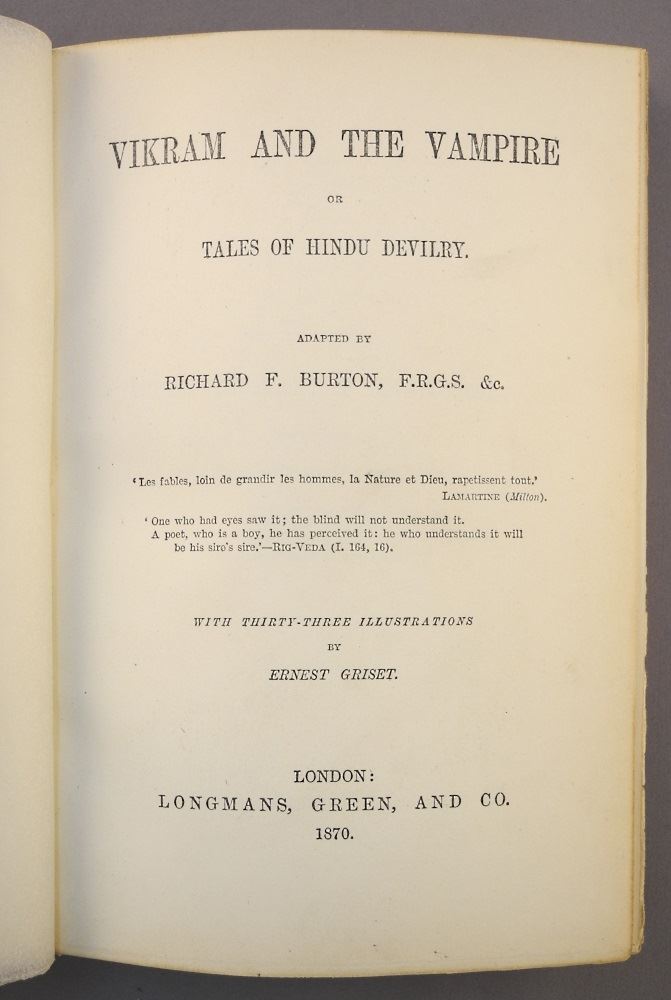 VIKRAM AND THE VAMPIRE
OR
TALES OF HINDU DEVILRY.
ADAPTED BY
RICHARD F. BURTON, F.R.G.S. &c.
‘Les fables, loin de grandir les hommes, la Nature et Dieu, rapetissent tout.’
LAMARTINE (Milton).
‘One who had eyes saw it; the blind will not understand it.
A poet, who is a boy, he has perceived it: he who understands it will
be his sire's sire.’—RIG-VEDA (I. 164, 16).
WITH THIRTY-THREE ILLUSTRATIONS
BY
ERNEST GRISET.
LONDON:
LONGMANS, GREEN, AND CO.
1870.